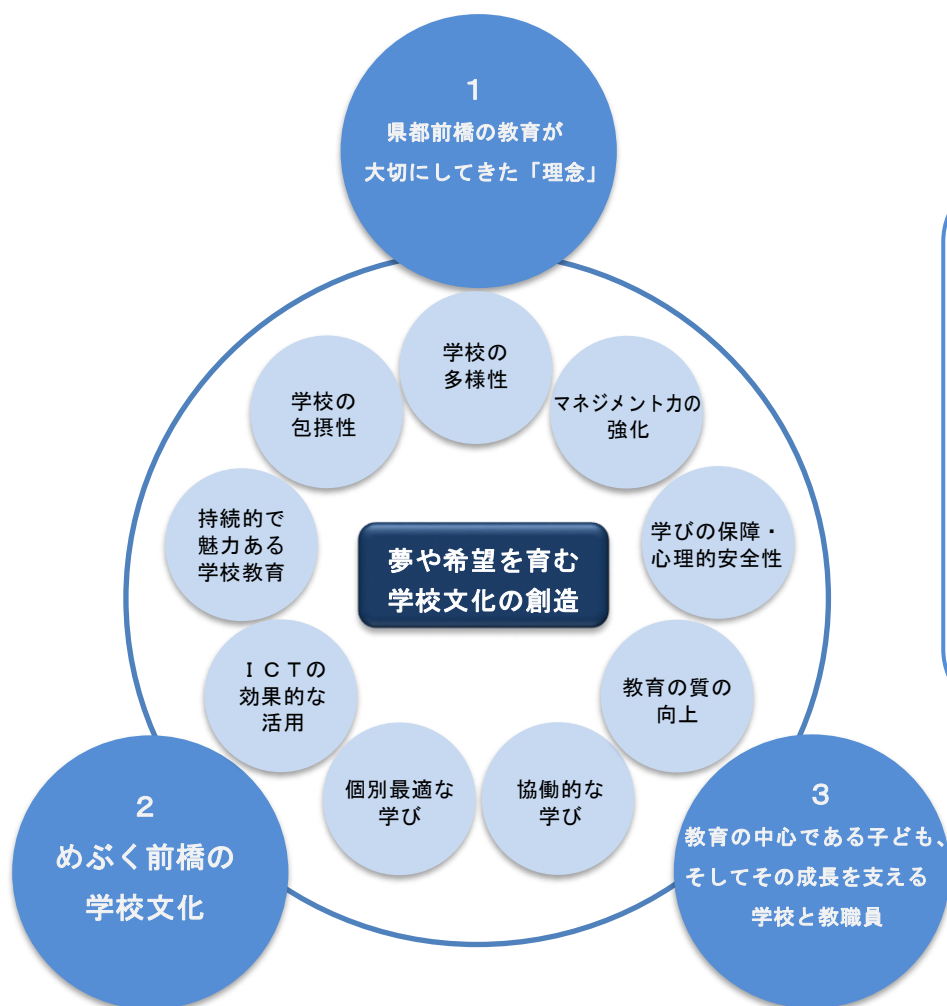 1
県都前橋の教育が
大切にしてきた「理念」
学校の
多様性
学校の
包摂性
マネジメント力の
強化
持続的で
魅力ある
学校教育
学びの保障・
心理的安全性
夢や希望を育む
学校文化の創造
ＩＣＴの
効果的な
活用
教育の質の
向上
個別最適な
学び
協働的な
学び
2
めぶく前橋の
学校文化
3
教育の中心である子ども、
そしてその成長を支える
学校と教職員